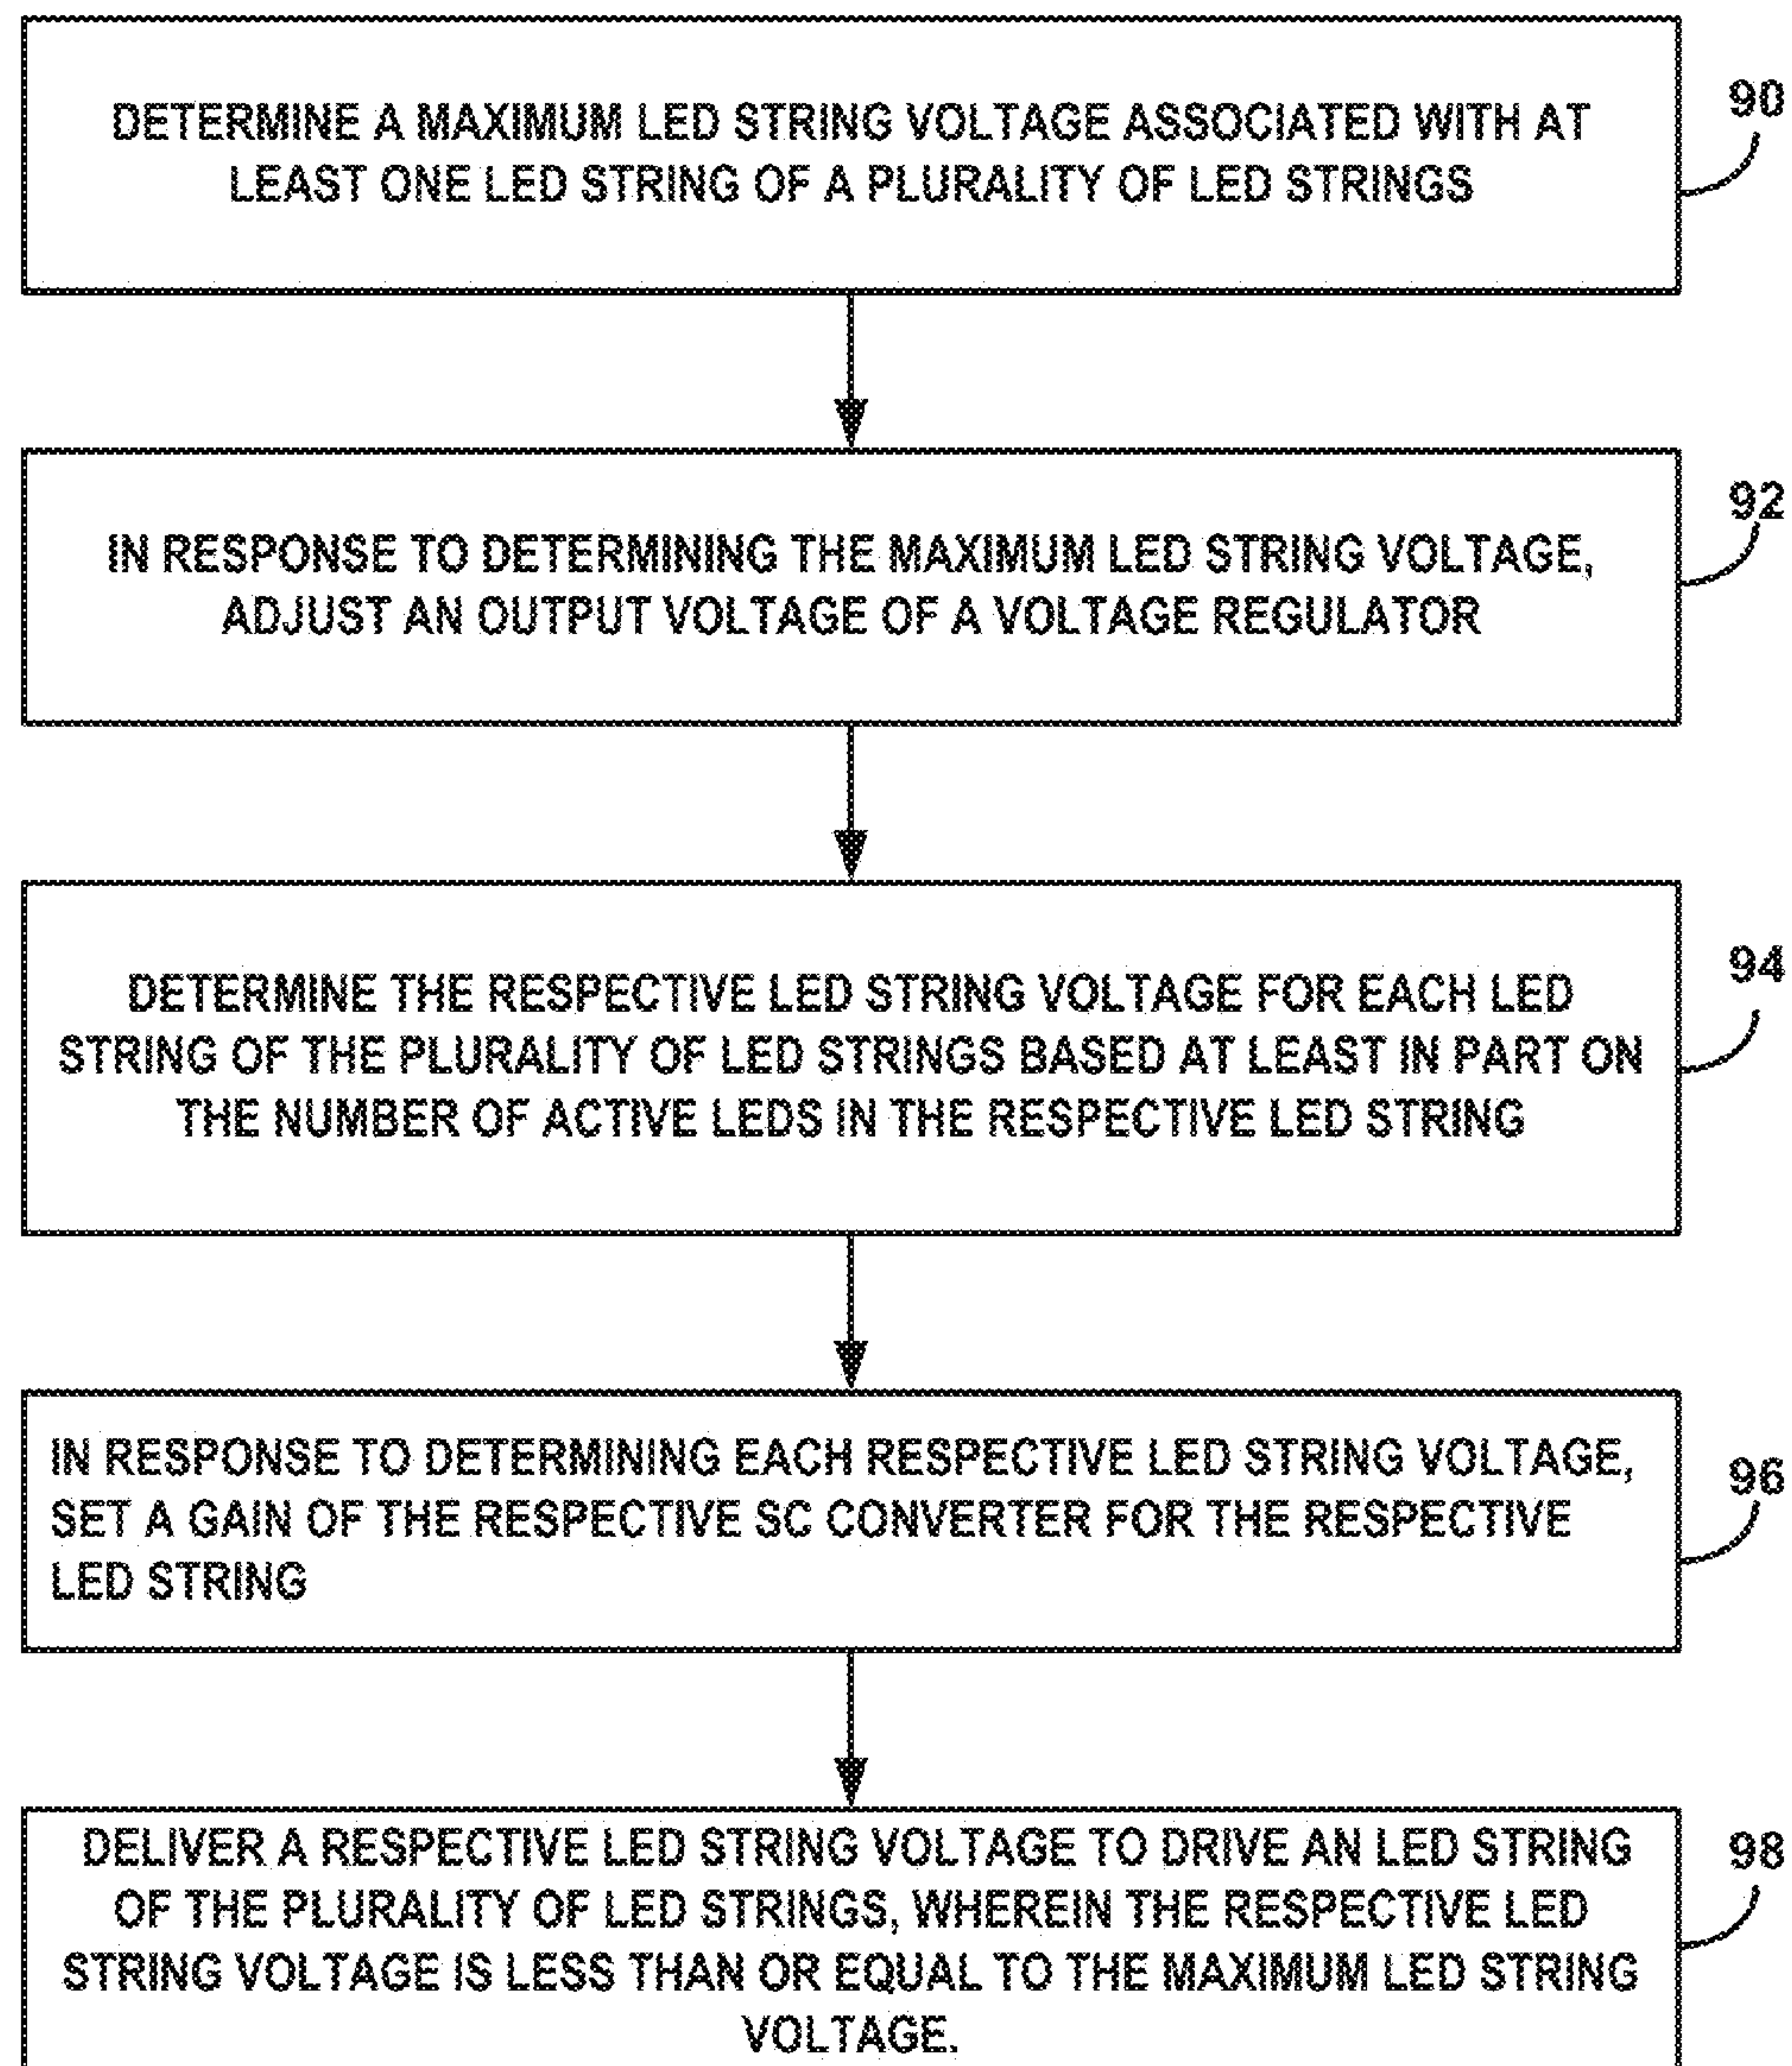 DETERMINE A MAXIMUM LED STRING VOLTAGE ASSOCIATED WITH AT
LEAST ONE LED STRING OF A PLURALITY OF LED STRINGS
90
IN RESPONSE TO DETERMINING THE MAXIMUM LED STRING VOLTAGE,
ADJUST AN OUTPUT VOLTAGE OF A VOLTAGE REGULATOR
92
DETERMINE THE RESPECTIVE LED STRING VOLTAGE FOR EACH LED
STRING OF THE PLURALITY OF LED STRINGS BASED AT LEAST IN PART ON
THE NUMBER OF ACTIVE LEDS IN THE RESPECTIVE LED STRING
94
IN RESPONSE TO DETERMINING EACH RESPECTIVE LED STRING VOLTAGE,
SET A GAIN OF THE RESPECTIVE SC CONVERTER FOR THE RESPECTIVE
LED STRING
96
DELIVER A RESPECTIVE LED STRING VOLTAGE TO DRIVE AN LED STRING
OF THE PLURALITY OF LED STRINGS, WHEREIN THE RESPECTIVE LED
STRING VOLTAGE IS LESS THAN OR EQUAL TO THE MAXIMUM LED STRING
VOLTAGE.
98